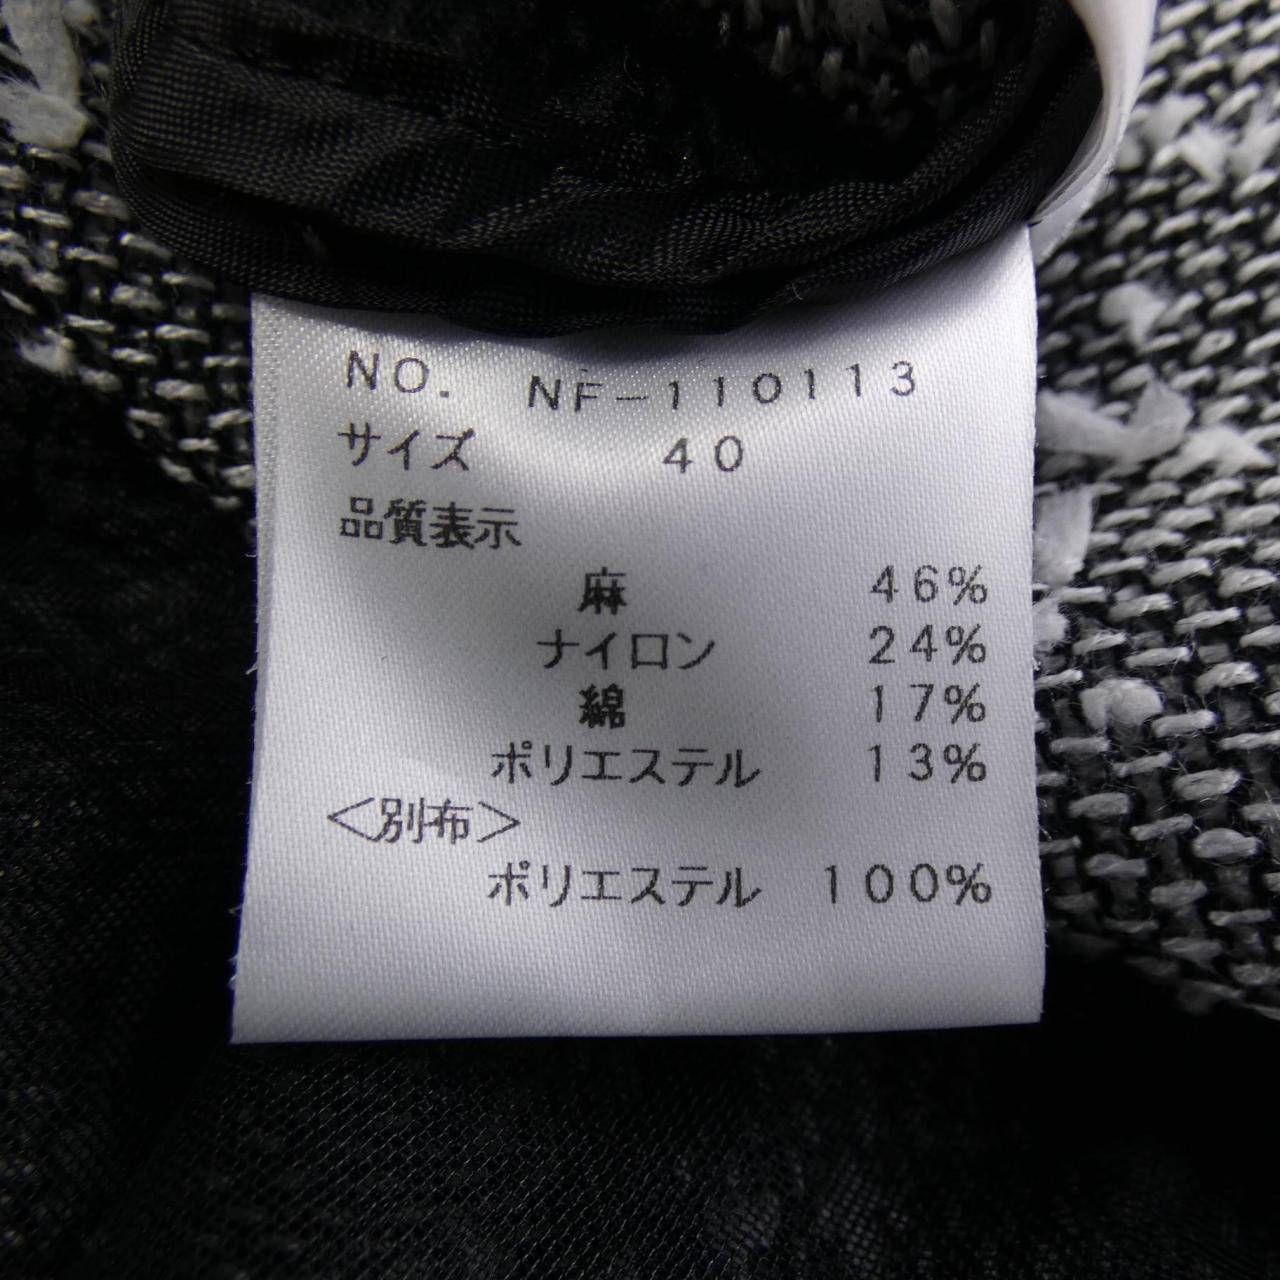 NO. NF-110113
サイズ 40
品質表示
麻 46%
ナイロン 24%
綿 17%
ポリエステル 13%
<別布>
ポリエステル 100%